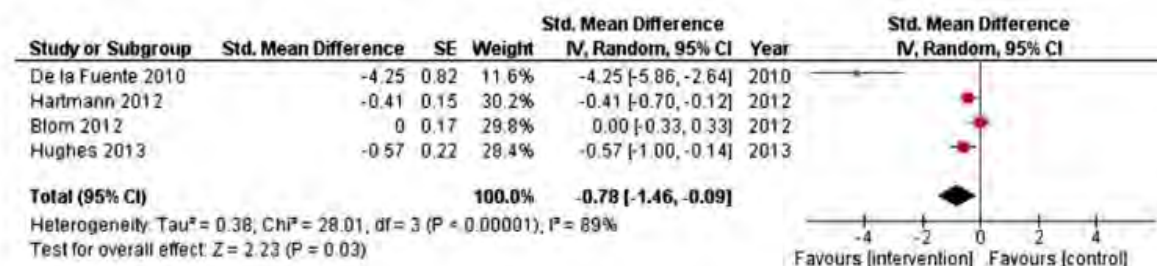 Std. Mean Difference Std. Mean Difference
Study or Subgroup Std. Mean Difference SE Weight IV, Random, 95% CI Year IV, Random, 95% CI
De la Fuente 2010 -4.25 0.82 11.6% -4.25 [-5.86, -2.64] 2010
Hartmann 2012 -0.41 0.15 30.2% -0.41 [-0.70, -0.12] 2012
Blom 2012 0 0.17 29.8% 0.00 [-0.33, 0.33] 2012
Hughes 2013 -0.57 0.22 28.4% -0.57 [-1.00, -0.14] 2013
Total (95% CI) 100.0% -0.78 [-1.46, -0.09]
Heterogeneity: Tau² = 0.38; Chi² = 28.01, df = 3 (P < 0.00001); I² = 89%
Test for overall effect: Z = 2.23 (P = 0.03)
-4 -2 0 2 4
Favours [intervention] Favours [control]